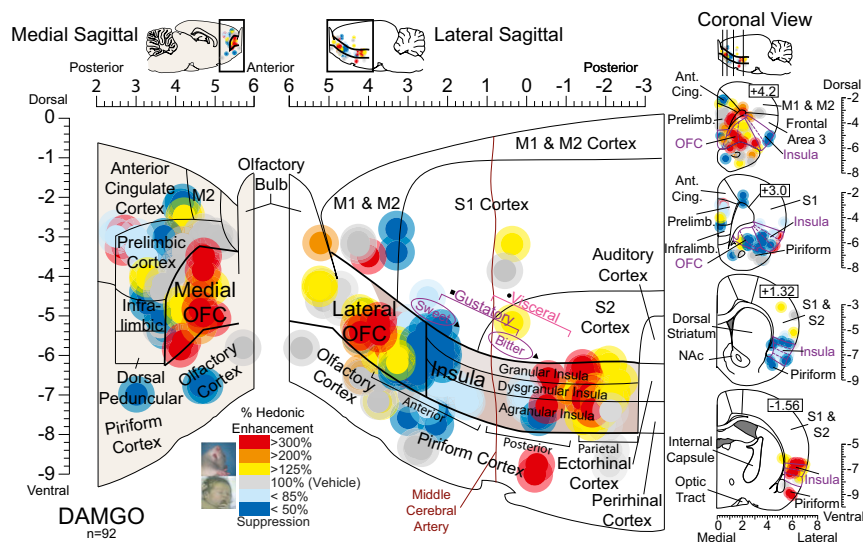 Medial Sagittal
Lateral Sagittal
Coronal View
Posterior
Anterior
Posterior
2 3 4 5 6
6 5 4 3 2 1 0 -1 -2 -3
Dorsal
0
-1
-2
-3
-4
-5
-6
-7
-8
-9
Ventral
Anterior
Cingulate
Cortex
M2
Prelimbic
Cortex
Infra-
limbic
Medial
OFC
Dorsal
Peduncular
Olfactory
Cortex
Piriform
Cortex
Olfactory
Bulb
M1 & M2
M1 & M2 Cortex
S1 Cortex
Auditory
Cortex
S2
Cortex
Gustatory
Visceral
Sweet
Bitter
Lateral
OFC
Insula
Granular Insula
Dysgranular Insula
Agranular Insula
Olfactory
Cortex
Anterior
Posterior
Parietal
Piriform Cortex
Ectorhinal
Cortex
Perirhinal
Cortex
Middle
Cerebral
Artery
% Hedonic
Enhancement
>300%
>200%
>125%
100% (Vehicle)
< 85%
< 50%
Suppression
DAMGO
n=92
Ant.
Cing.
+4.2
M1 & M2
Prelimb.
Frontal
Area 3
OFC
Insula
Dorsal
-2
-4
-6
Ant.
Cing.
+3.0
S1
Prelimb.
Insula
Infralimb.
Piriform
OFC
-2
-4
-6
-8
+1.32
S1 &
S2
Dorsal
Striatum
Insula
NAc
Piriform
-3
-5
-7
-9
-1.56
S1 &
S2
Internal
Capsule
Insula
Optic
Tract
Piriform
-3
-5
-7
-9
Ventral
0 2 4 6 8
Medial
Lateral